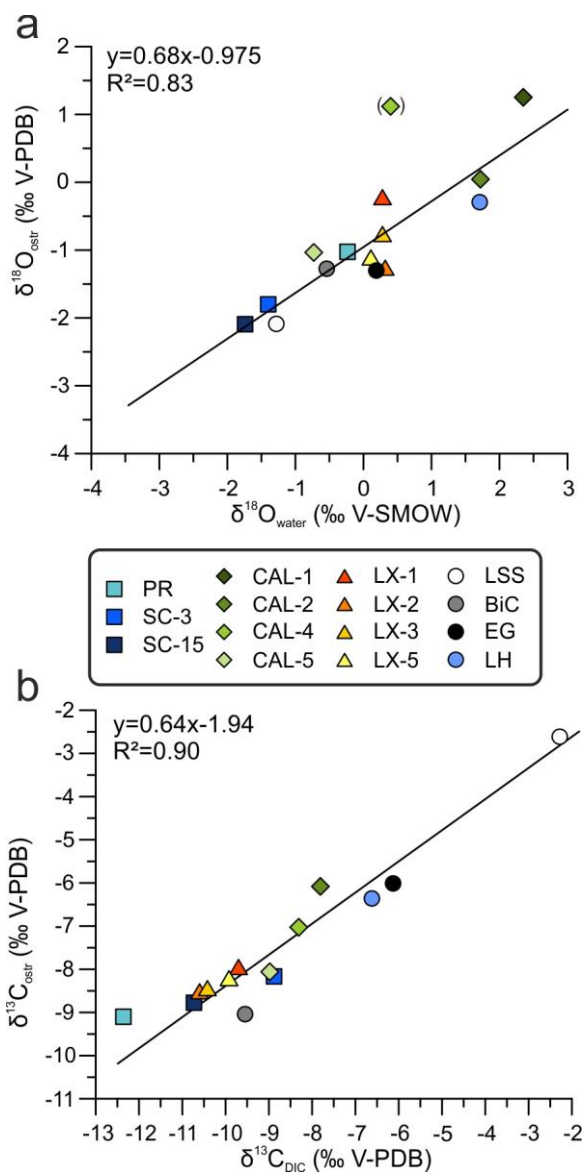 a
y=0.68x-0.975
R²=0.83
( )
2
1
0
-1
-2
-3
-4
δ¹⁸O_ostr (‰ V-PDB)
-4 -3 -2 -1 0 1 2 3
δ¹⁸O_water (‰ V-SMOW)
PR
SC-3
SC-15
CAL-1
CAL-2
CAL-4
CAL-5
LX-1
LX-2
LX-3
LX-5
LSS
BiC
EG
LH
b
y=0.64x-1.94
R²=0.90
-2
-3
-4
-5
-6
-7
-8
-9
-10
-11
δ¹³C_ostr (‰ V-PDB)
-13 -12 -11 -10 -9 -8 -7 -6 -5 -4 -3 -2
δ¹³C_DIC (‰ V-PDB)